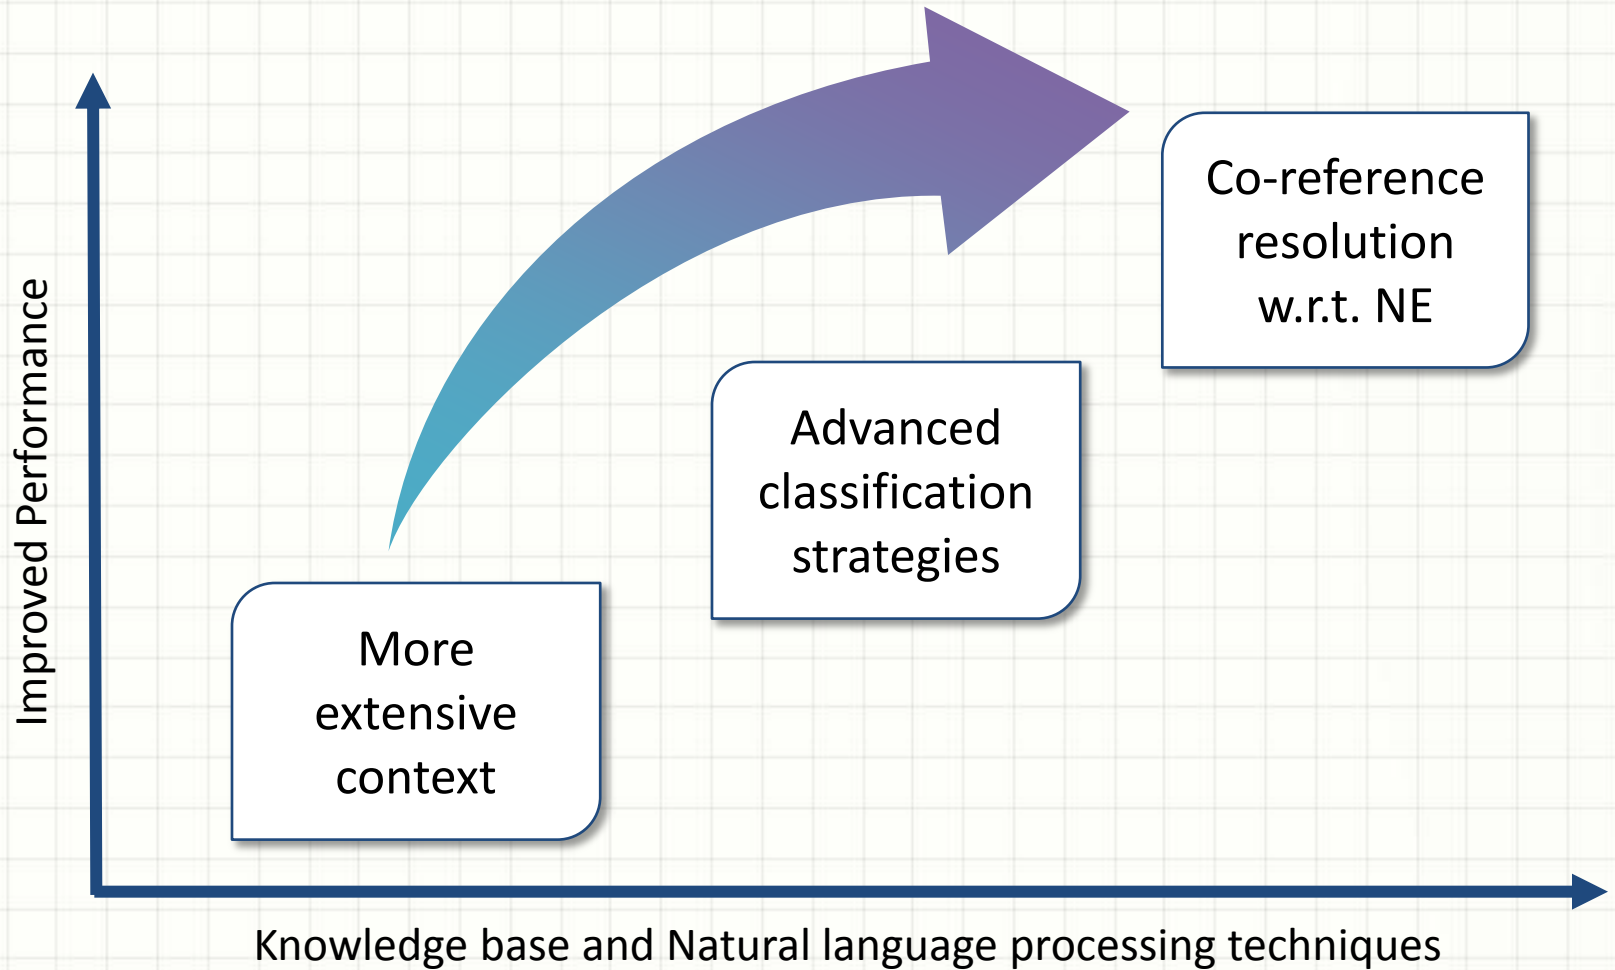 Improved Performance
More
extensive
context
Advanced
classification
strategies
Co-reference
resolution
w.r.t. NE
Knowledge base and Natural language processing techniques